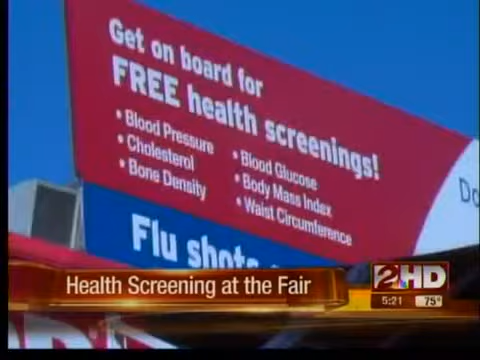 Get on board for
FREE health screenings!
• Blood Pressure
• Cholesterol
• Bone Density
• Blood Glucose
• Body Mass Index
• Waist Circumference
Flu shots
Health Screening at the Fair
2HD
5:21 75°